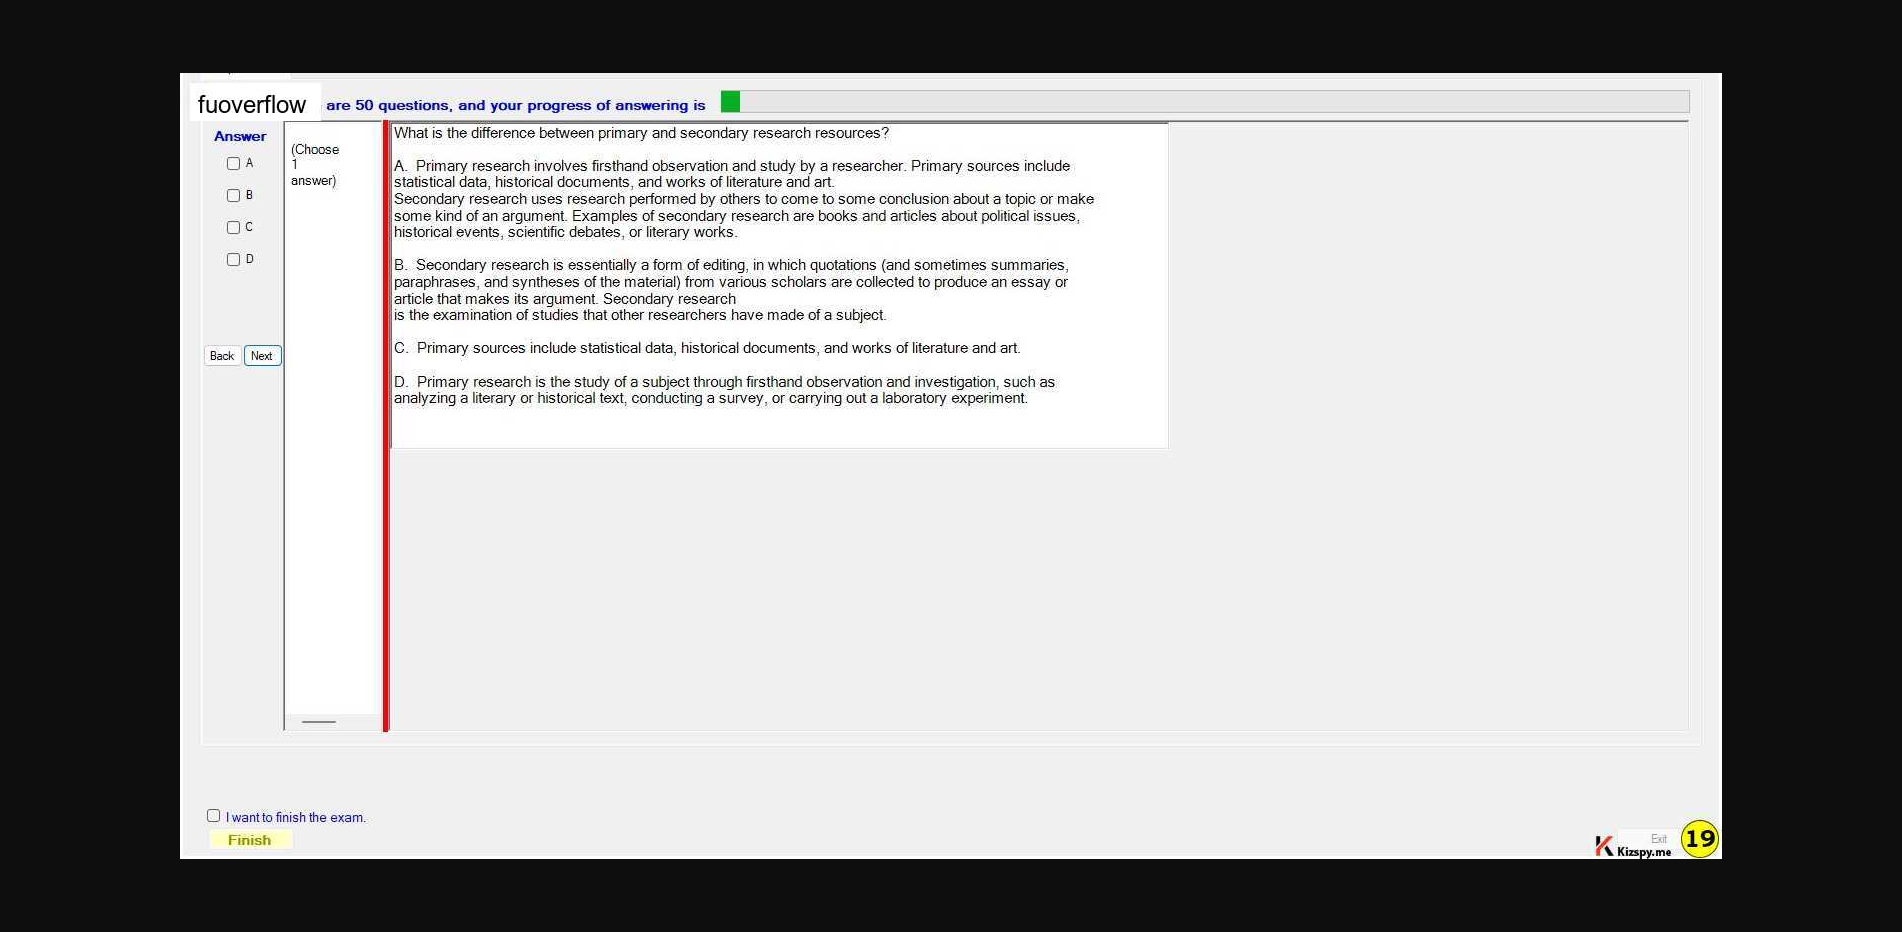 fuoverflow are 50 questions, and your progress of answering is
Answer
A
B
C
D
Back Next
(Choose
1
answer)
What is the difference between primary and secondary research resources?
A. Primary research involves firsthand observation and study by a researcher. Primary sources include
statistical data, historical documents, and works of literature and art.
Secondary research uses research performed by others to come to some conclusion about a topic or make
some kind of an argument. Examples of secondary research are books and articles about political issues,
historical events, scientific debates, or literary works.
B. Secondary research is essentially a form of editing, in which quotations (and sometimes summaries,
paraphrases, and syntheses of the material) from various scholars are collected to produce an essay or
article that makes its argument. Secondary research
is the examination of studies that other researchers have made of a subject.
C. Primary sources include statistical data, historical documents, and works of literature and art.
D. Primary research is the study of a subject through firsthand observation and investigation, such as
analyzing a literary or historical text, conducting a survey, or carrying out a laboratory experiment.
I want to finish the exam.
Finish
Exit
Kizspy.me
19